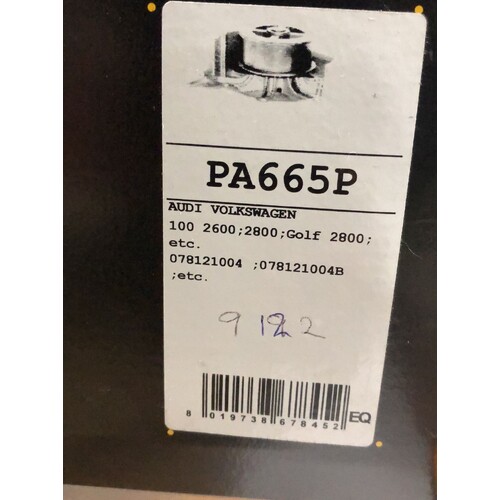 PA665P
AUDI VOLKSWAGEN
100 2600;2800;Golf 2800;
etc.
078121004 ;078121004B
;etc.
8 019738 678452 EQ